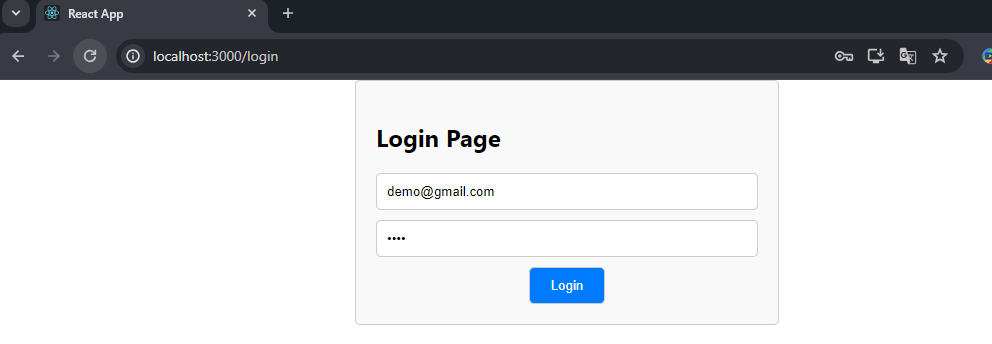 React App
localhost:3000/login
Login Page
demo@gmail.com
••••
Login